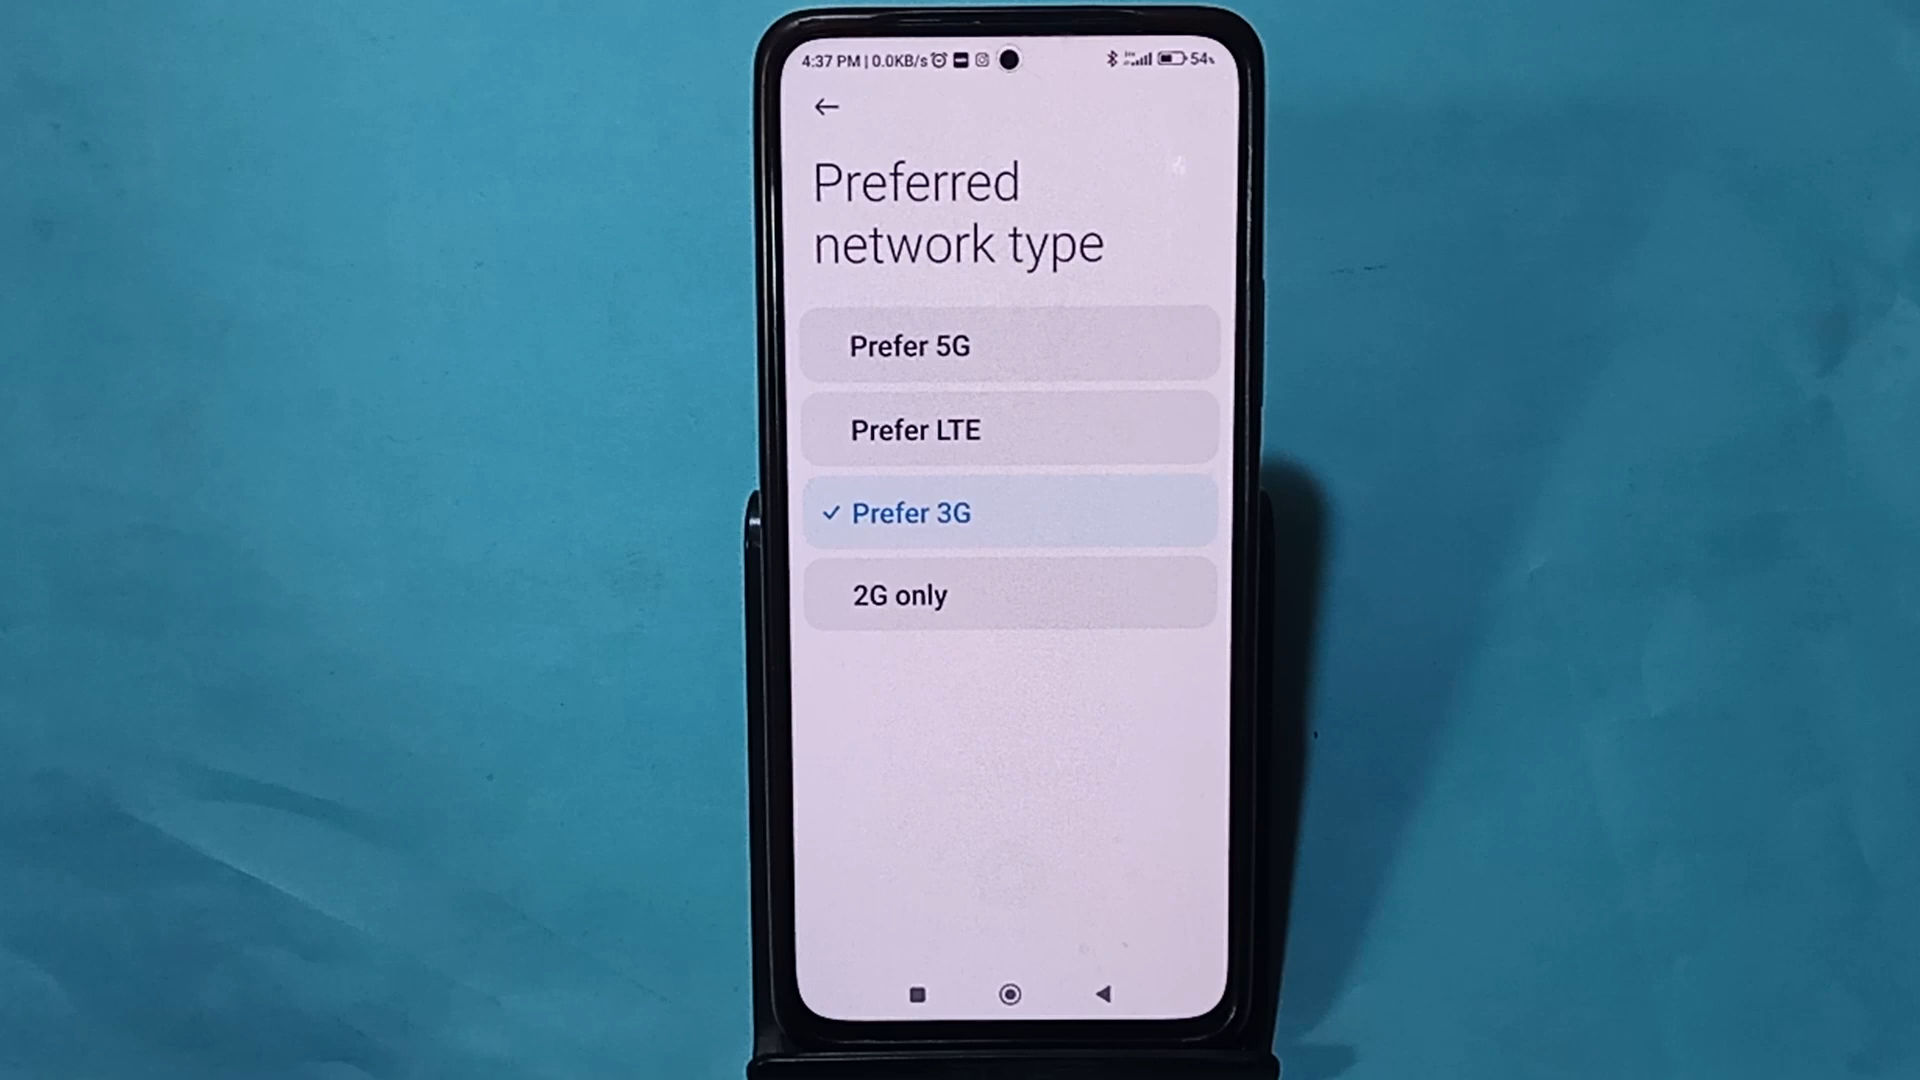 4:37 PM | 0.0KB/s 54
Preferred
network type
Prefer 5G
Prefer LTE
Prefer 3G
2G only